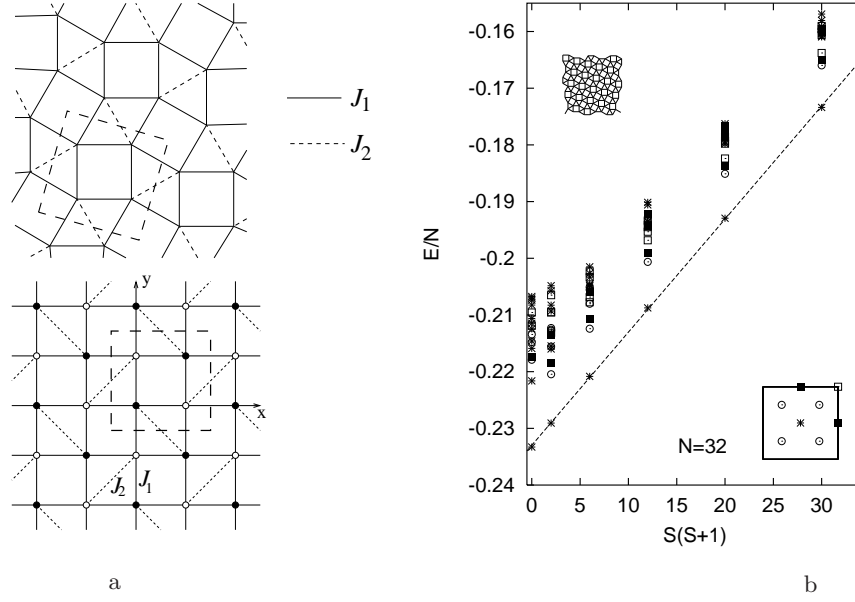 J1
J2
y
x
J2 J1
a
-0.16
-0.17
-0.18
-0.19
-0.2
-0.21
-0.22
-0.23
-0.24
E/N
N=32
0 5 10 15 20 25 30
S(S+1)
b